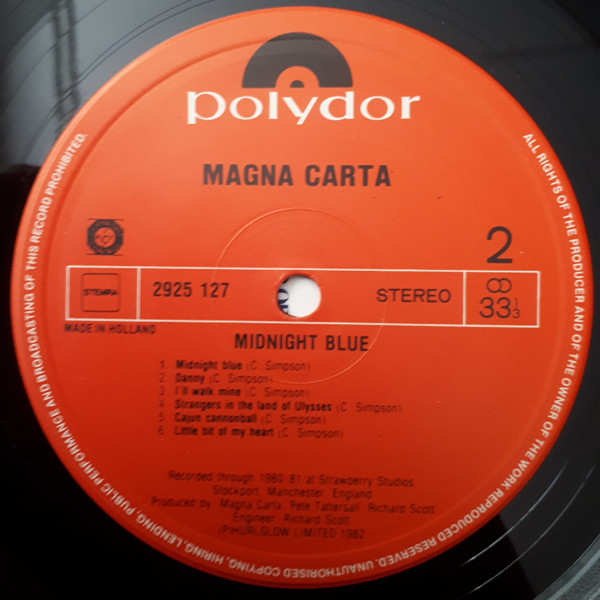 polydor
MAGNA CARTA
2
STEMRA
2925 127
STEREO
33 1/3
MADE IN HOLLAND
MIDNIGHT BLUE
1. Midnight blue (C. Simpson)
2 Danny (C. Simpson)
3 I'll walk mine (C. Simpson)
4 Strangers in the land of Ulysses (C. Simpson)
5 Cajun cannonball (C. Simpson)
6 Little bit of my heart (C. Simpson)
Recorded through 1980 81 at Strawberry Studios
Stockport, Manchester, England
Produced by: Magna Carta, Pete Tattersall, Richard Scott
Engineer: Richard Scott
(P)HURLGLOW LIMITED 1982
ALL RIGHTS OF THE PRODUCER AND OF THE OWNER OF THE WORK REPRODUCED RESERVED. UNAUTHORISED COPYING, HIRING, LENDING, PUBLIC PERFORMANCE AND BROADCASTING OF THIS RECORD PROHIBITED.